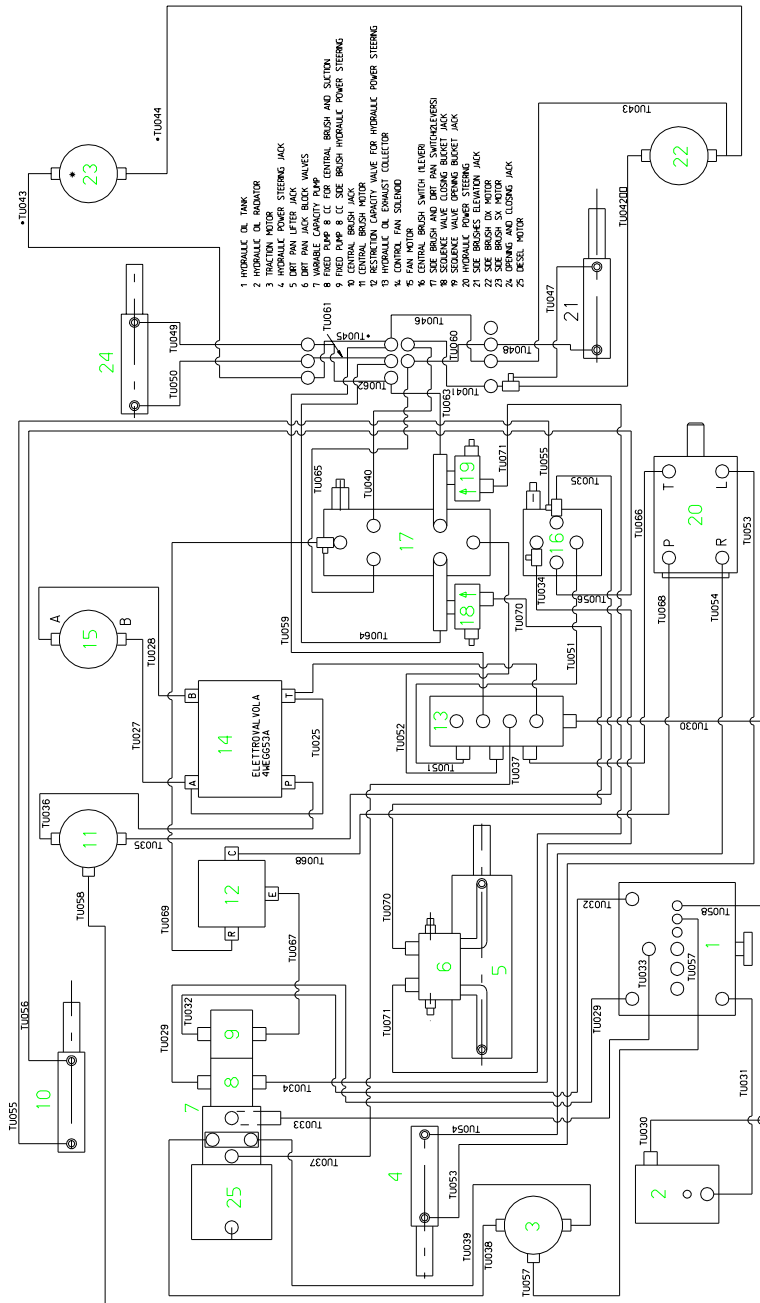 1 HYDRAULIC OIL TANK
2 HYDRAULIC OIL RADIATOR
3 TRACTION MOTOR
4 HYDRAULIC POWER STEERING JACK
5 DIRT PAN LIFTER JACK
6 DIRT PAN JACK BLOCK VALVES
7 VARIABLE CAPACITY PUMP
8 FIXED PUMP 8 CC FOR CENTRAL BRUSH AND SUCTION
9 FIXED PUMP 8 CC SIDE BRUSH HYDRAULIC POWER STEERING
10 CENTRAL BRUSH JACK
11 CENTRAL BRUSH MOTOR
12 RESTRICTION CAPACITY VALVE FOR HYDRAULIC POWER STEERING
13 HYDRAULIC OIL EXHAUST COLLECTOR
14 CONTROL FAN SOLENOID
15 FAN MOTOR
16 CENTRAL BRUSH SWITCH (1LEVER)
17 SIDE BRUSH AND DIRT PAN SWITCH(2LEVERS)
18 SEQUENCE VALVE CLOSING BUCKET JACK
19 SEQUENCE VALVE OPENING BUCKET JACK
20 HYDRAULIC POWER STEERING
21 SIDE BRUSHES ELEVATION JACK
22 SIDE BRUSH DX MOTOR
23 SIDE BRUSH SX MOTOR
24 OPENING AND CLOSING JACK
25 DIESEL MOTOR
*TU043
*TU044
*
23
24
TU049
TU050
*TU045
TU061
TU046
TU062
TU060
TU063
TU041
TU048
TU047
TU042DD
TU043
21
22
TU065
TU040
TU059
TU064
17
19
18
TU071
TU070
TU055
TU035
TU034
16
TU056
TU051
TU066
TU068
TU054
TU053
P
T
R
L
20
A
B
15
TU028
TU027
14
ELETTROVALVOLA
4WEGG53A
A
B
P
T
TU025
13
TU052
TU051
TU037
TU030
TU036
11
TU035
TU058
TU069
12
C
R
E
TU068
TU067
TU070
TU071
6
5
10
TU055
TU056
TU029
TU032
9
8
7
25
TU034
TU033
TU037
4
TU054
TU053
TU039
TU038
TU057
3
TU032
TU058
TU033
TU057
TU029
1
TU031
TU030
2